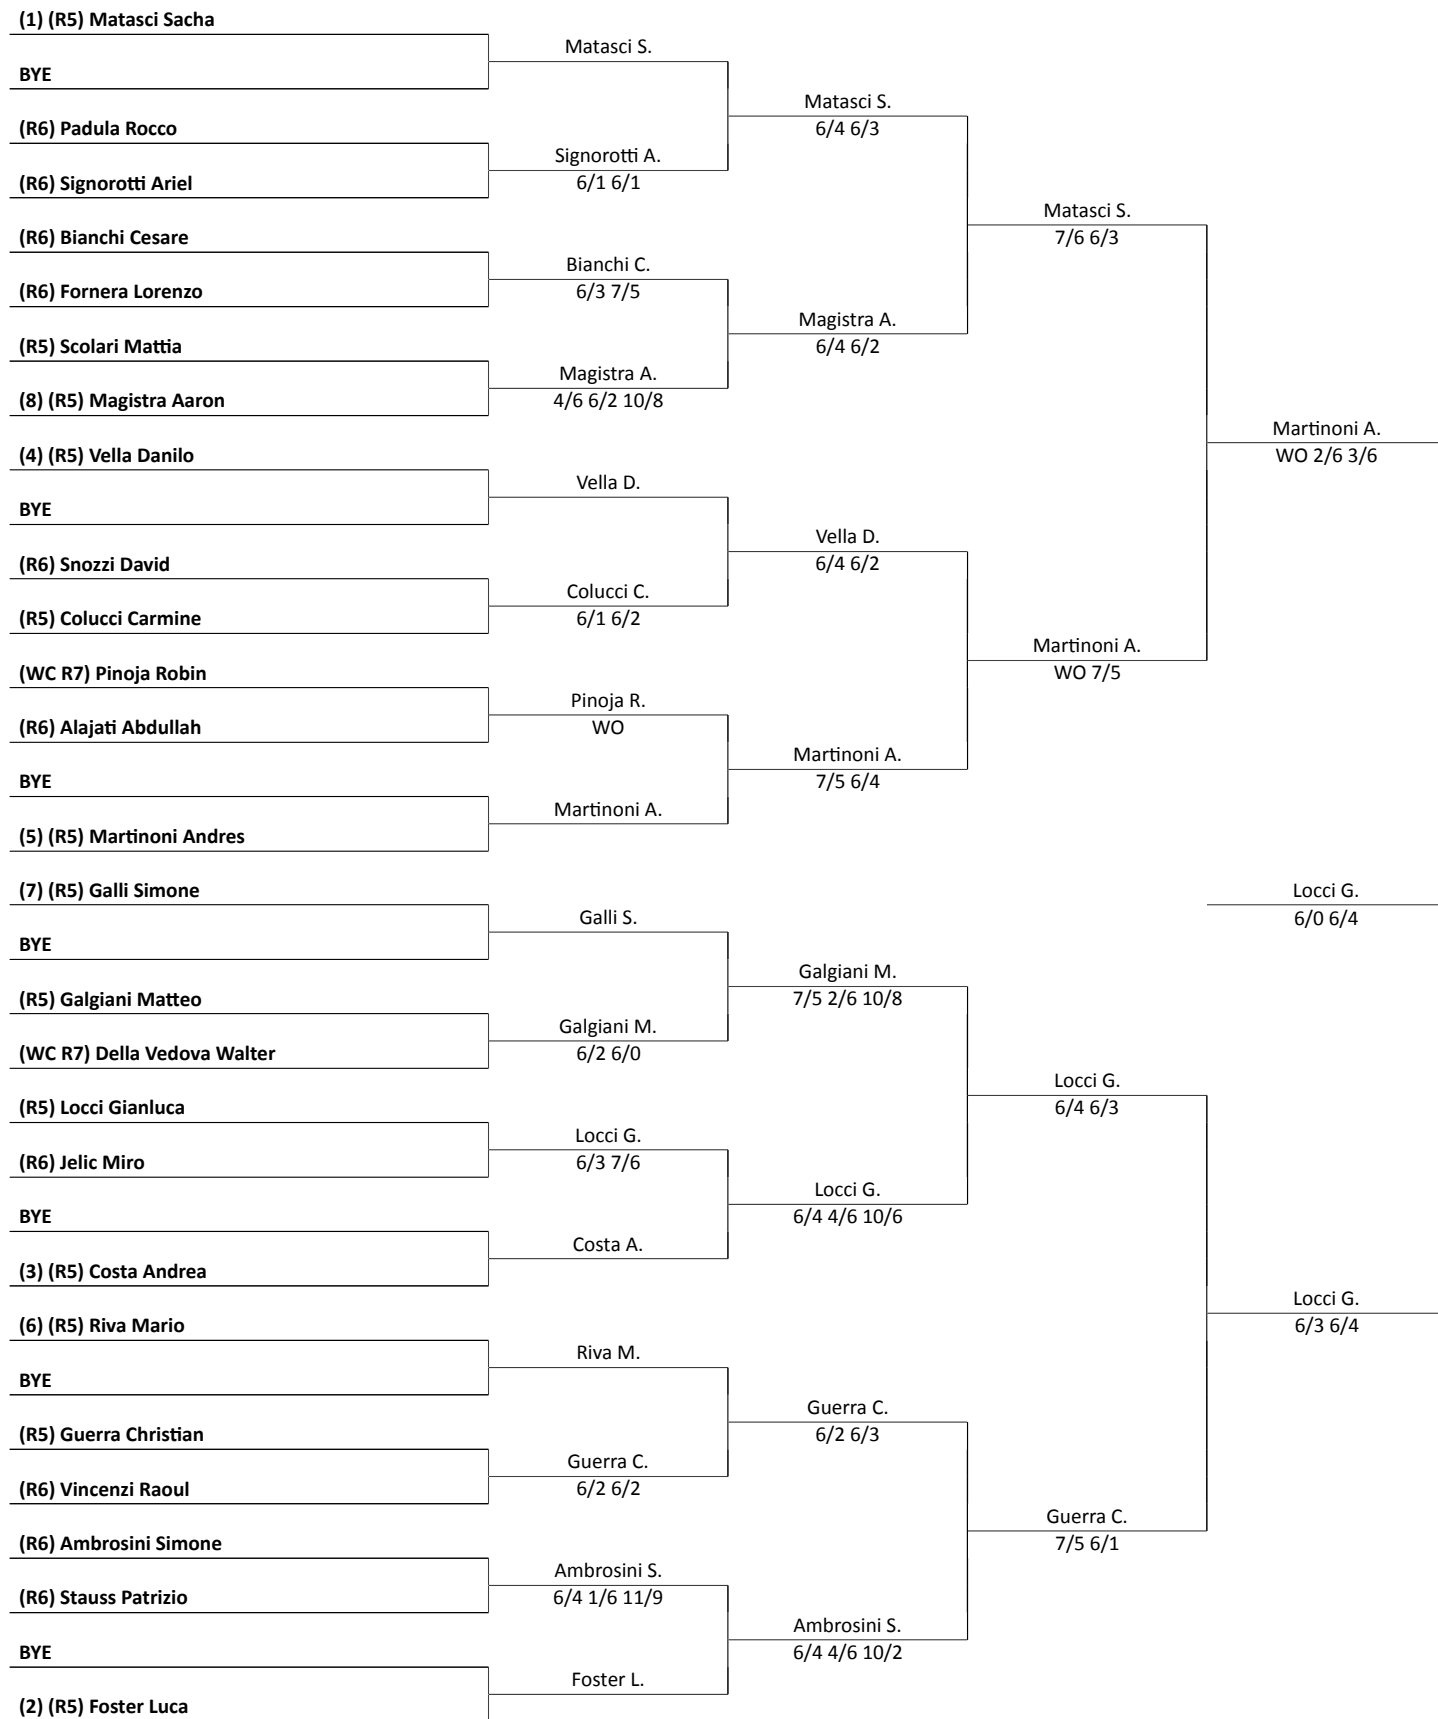 (1) (R5) Matasci Sacha
BYE
(R6) Padula Rocco
(R6) Signorotti Ariel
(R6) Bianchi Cesare
(R6) Fornera Lorenzo
(R5) Scolari Mattia
(8) (R5) Magistra Aaron
(4) (R5) Vella Danilo
BYE
(R6) Snozzi David
(R5) Colucci Carmine
(WC R7) Pinoja Robin
(R6) Alajati Abdullah
BYE
(5) (R5) Martinoni Andres
(7) (R5) Galli Simone
BYE
(R5) Galgiani Matteo
(WC R7) Della Vedova Walter
(R5) Locci Gianluca
(R6) Jelic Miro
BYE
(3) (R5) Costa Andrea
(6) (R5) Riva Mario
BYE
(R5) Guerra Christian
(R6) Vincenzi Raoul
(R6) Ambrosini Simone
(R6) Stauss Patrizio
BYE
(2) (R5) Foster Luca
Matasci S.
Signorotti A.
6/1 6/1
Bianchi C.
6/3 7/5
Magistra A.
4/6 6/2 10/8
Vella D.
Colucci C.
6/1 6/2
Pinoja R.
WO
Martinoni A.
Galli S.
Galgiani M.
6/2 6/0
Locci G.
6/3 7/6
Costa A.
Riva M.
Guerra C.
6/2 6/2
Ambrosini S.
6/4 1/6 11/9
Foster L.
Matasci S.
6/4 6/3
Magistra A.
6/4 6/2
Vella D.
6/4 6/2
Martinoni A.
7/5 6/4
Galgiani M.
7/5 2/6 10/8
Locci G.
6/4 4/6 10/6
Guerra C.
6/2 6/3
Ambrosini S.
6/4 4/6 10/2
Matasci S.
7/6 6/3
Martinoni A.
WO 7/5
Locci G.
6/4 6/3
Guerra C.
7/5 6/1
Martinoni A.
WO 2/6 3/6
Locci G.
6/0 6/4
Locci G.
6/3 6/4